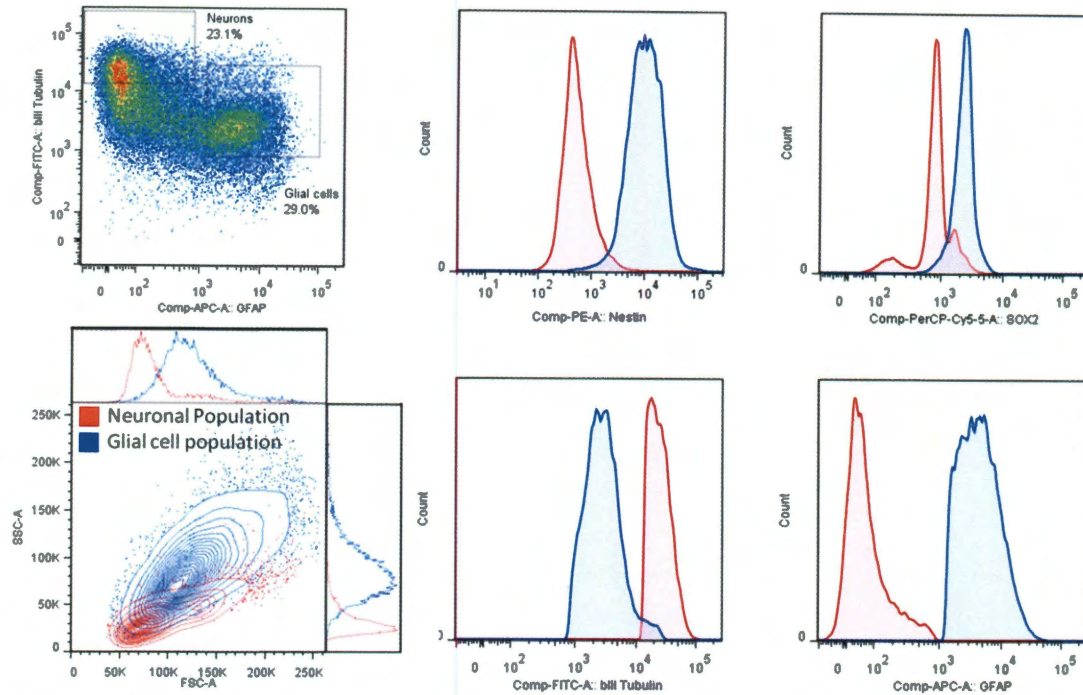 Neurons
23.1%
10^5
10^4
10^3
10^2
0
Comp-FITC-A:: bIII Tubulin
Glial cells
29.0%
0 10^2 10^3 10^4 10^5
Comp-APC-A:: GFAP
Count
0
10^1 10^2 10^3 10^4 10^5
Comp-PE-A:: Nestin
Count
0
0 10^2 10^3 10^4 10^5
Comp-PerCP-Cy5-5-A:: SOX2
Neuronal Population
Glial cell population
250K
200K
150K
100K
50K
0
SSC-A
0 50K 100K 150K 200K 250K
FSC-A
Count
0
0 10^2 10^3 10^4 10^5
Comp-FITC-A:: bIII Tubulin
Count
0
0 10^2 10^3 10^4 10^5
Comp-APC-A:: GFAP